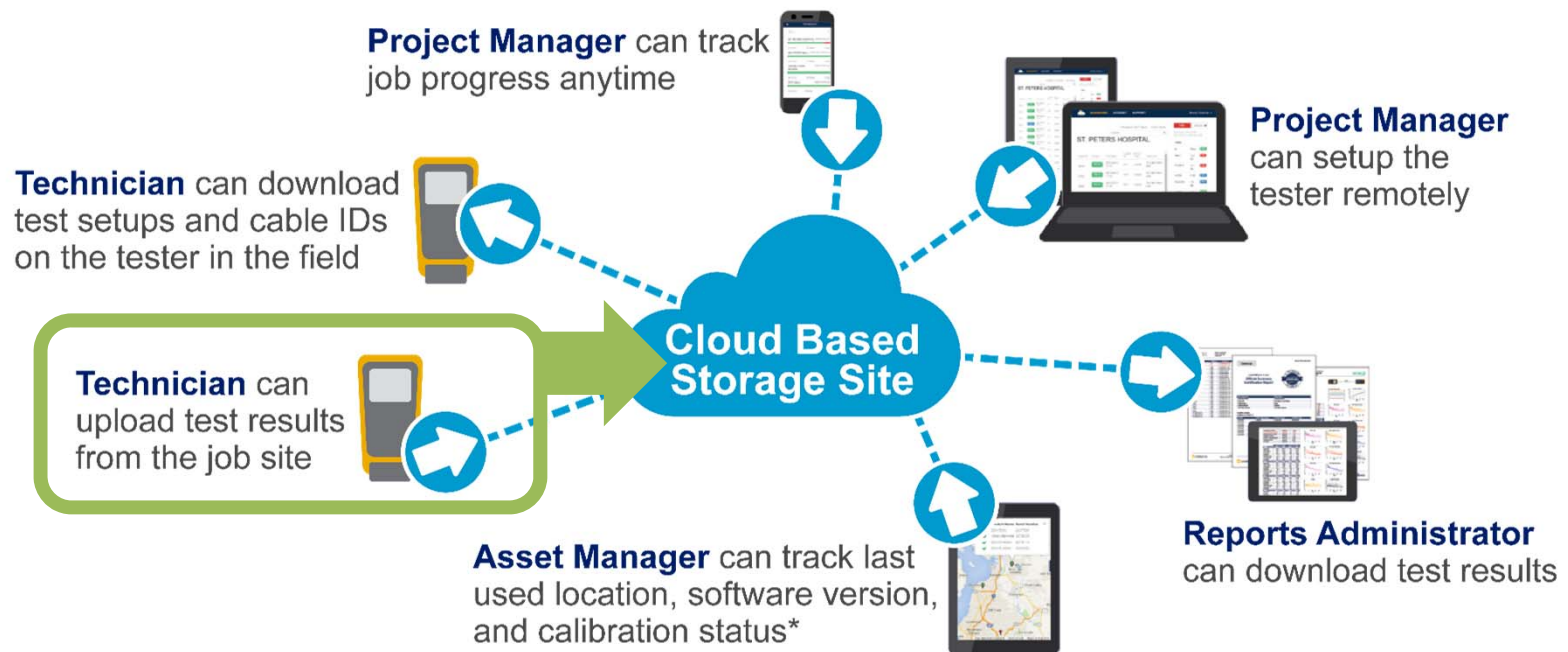 Project Manager can track
job progress anytime
Project Manager
can setup the
tester remotely
Technician can download
test setups and cable IDs
on the tester in the field
Cloud Based
Storage Site
Technician can
upload test results
from the job site
Asset Manager can track last
used location, software version,
and calibration status*
Reports Administrator
can download test results
ST. PETERS HOSPITAL
ST. PETERS HOSPITAL